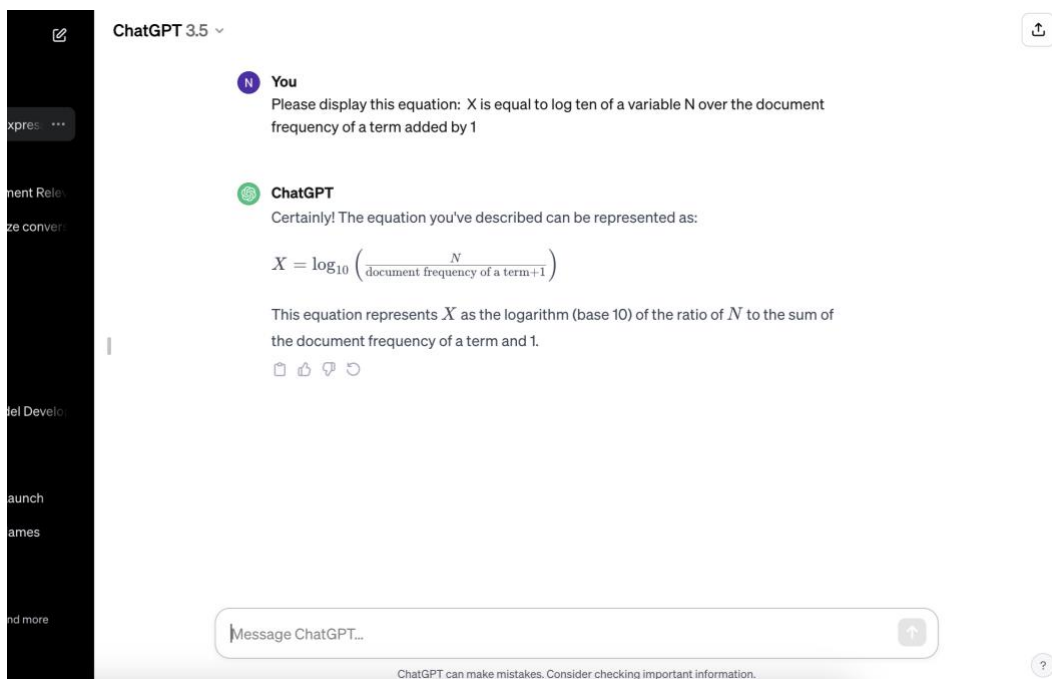 ChatGPT 3.5
xpres ...
ment Rele
ze conver
del Develo
aunch
ames
nd more
N You
Please display this equation: X is equal to log ten of a variable N over the document
frequency of a term added by 1
ChatGPT
Certainly! The equation you've described can be represented as:
X = log₁₀ (N / document frequency of a term+1)
This equation represents X as the logarithm (base 10) of the ratio of N to the sum of
the document frequency of a term and 1.
Message ChatGPT...
ChatGPT can make mistakes. Consider checking important information.
?